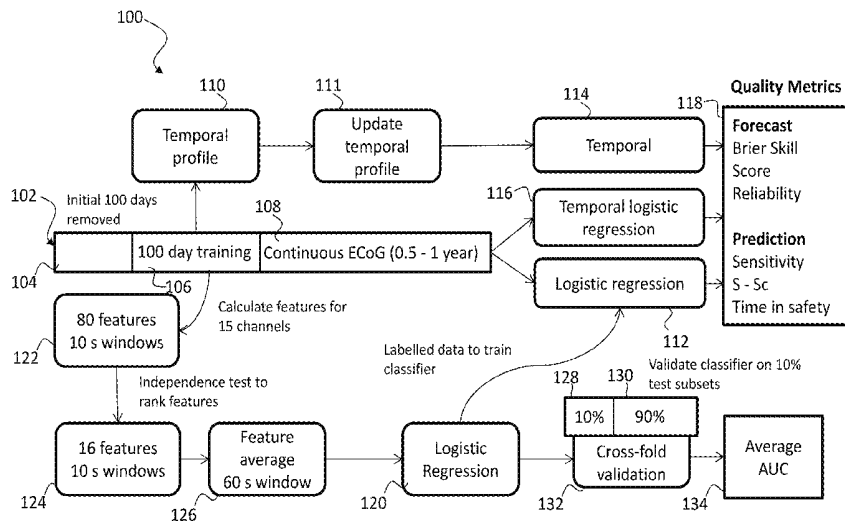 100
110
111
114
Quality Metrics
118
Temporal
profile
Update
temporal
profile
Temporal
Forecast
Brier Skill
Score
Reliability
Prediction
Sensitivity
S - Sc
Time in safety
102
Initial 100 days
removed
108
116
Temporal logistic
regression
100 day training
Continuous ECoG (0.5 - 1 year)
104
106
Logistic regression
112
Calculate features for
15 channels
80 features
10 s windows
122
Labelled data to train
classifier
Independence test to
rank features
128
130
Validate classifier on 10%
test subsets
10%
90%
16 features
10 s windows
124
Feature
average
60 s window
126
Logistic
Regression
120
Cross-fold
validation
132
Average
AUC
134